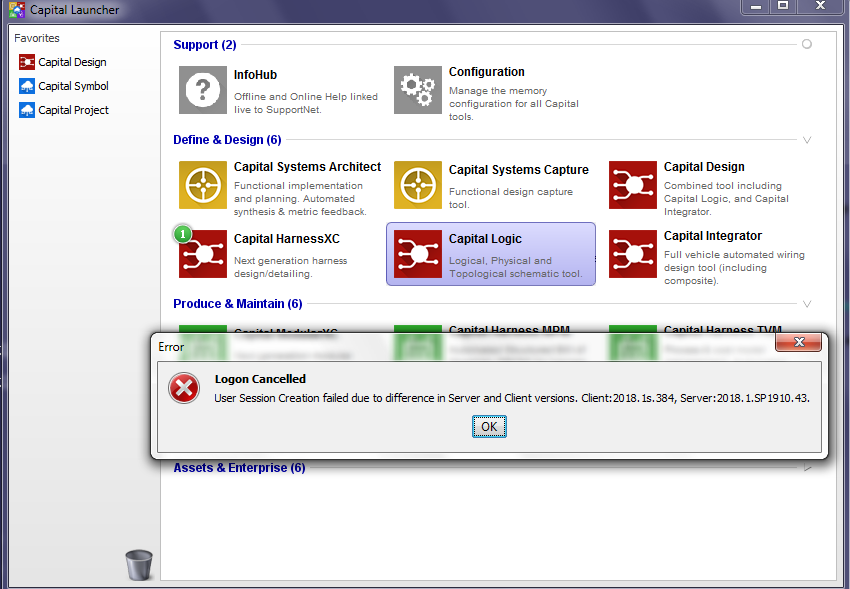 Capital Launcher
Favorites
Capital Design
Capital Symbol
Capital Project
Support (2)
InfoHub
Offline and Online Help linked
live to SupportNet.
Configuration
Manage the memory
configuration for all Capital
tools.
Define & Design (6)
Capital Systems Architect
Functional implementation
and planning. Automated
synthesis & metric feedback.
Capital Systems Capture
Functional design capture
tool.
Capital Design
Combined tool including
Capital Logic, and Capital
Integrator.
1
Capital HarnessXC
Next generation harness
design/detailing.
Capital Logic
Logical, Physical and
Topological schematic tool.
Capital Integrator
Full vehicle automated wiring
design tool (including
composite).
Produce & Maintain (6)
Capital ModularXC
Capital Harness MPM
Capital Harness TVM
Error
Logon Cancelled
User Session Creation failed due to difference in Server and Client versions. Client:2018.1s.384, Server:2018.1.SP1910.43.
OK
Assets & Enterprise (6)